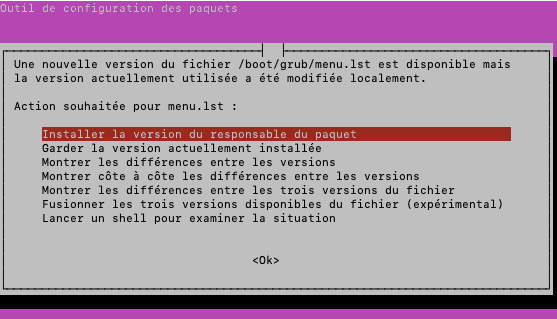 Outil de configuration des paquets
Une nouvelle version du fichier /boot/grub/menu.lst est disponible mais
la version actuellement utilisée a été modifiée localement.
Action souhaitée pour menu.lst :
Installer la version du responsable du paquet
Garder la version actuellement installée
Montrer les différences entre les versions
Montrer côte à côte les différences entre les versions
Montrer les différences entre les trois versions du fichier
Fusionner les trois versions disponibles du fichier (expérimental)
Lancer un shell pour examiner la situation
<Ok>